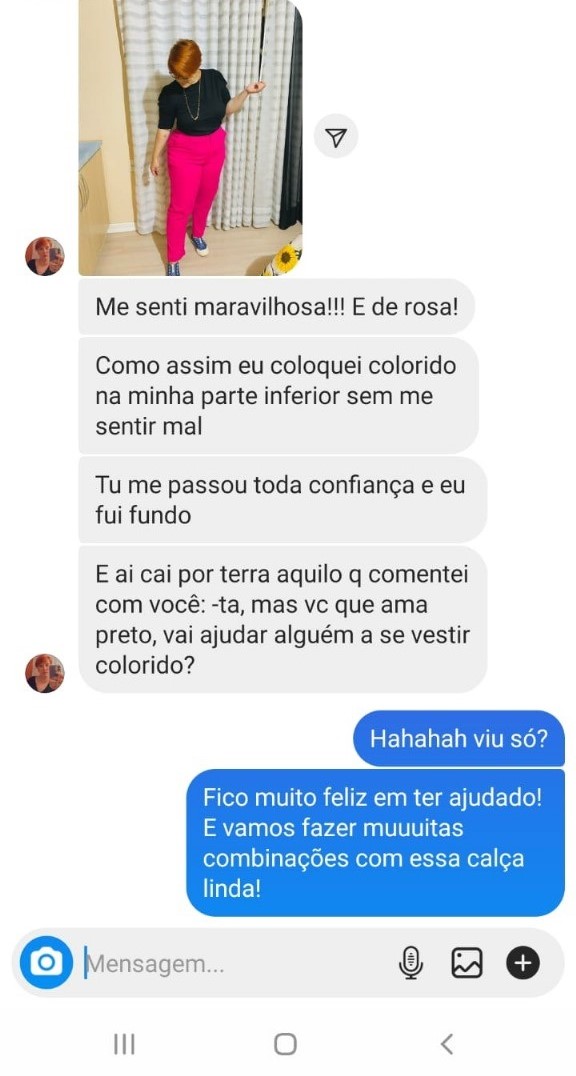 Me senti maravilhosa!!! E de rosa!
Como assim eu coloquei colorido
na minha parte inferior sem me
sentir mal
Tu me passou toda confiança e eu
fui fundo
E ai cai por terra aquilo q comentei
com você: -ta, mas vc que ama
preto, vai ajudar alguém a se vestir
colorido?
Hahahah viu só?
Fico muito feliz em ter ajudado!
E vamos fazer muuuitas
combinações com essa calça
linda!
Mensagem...